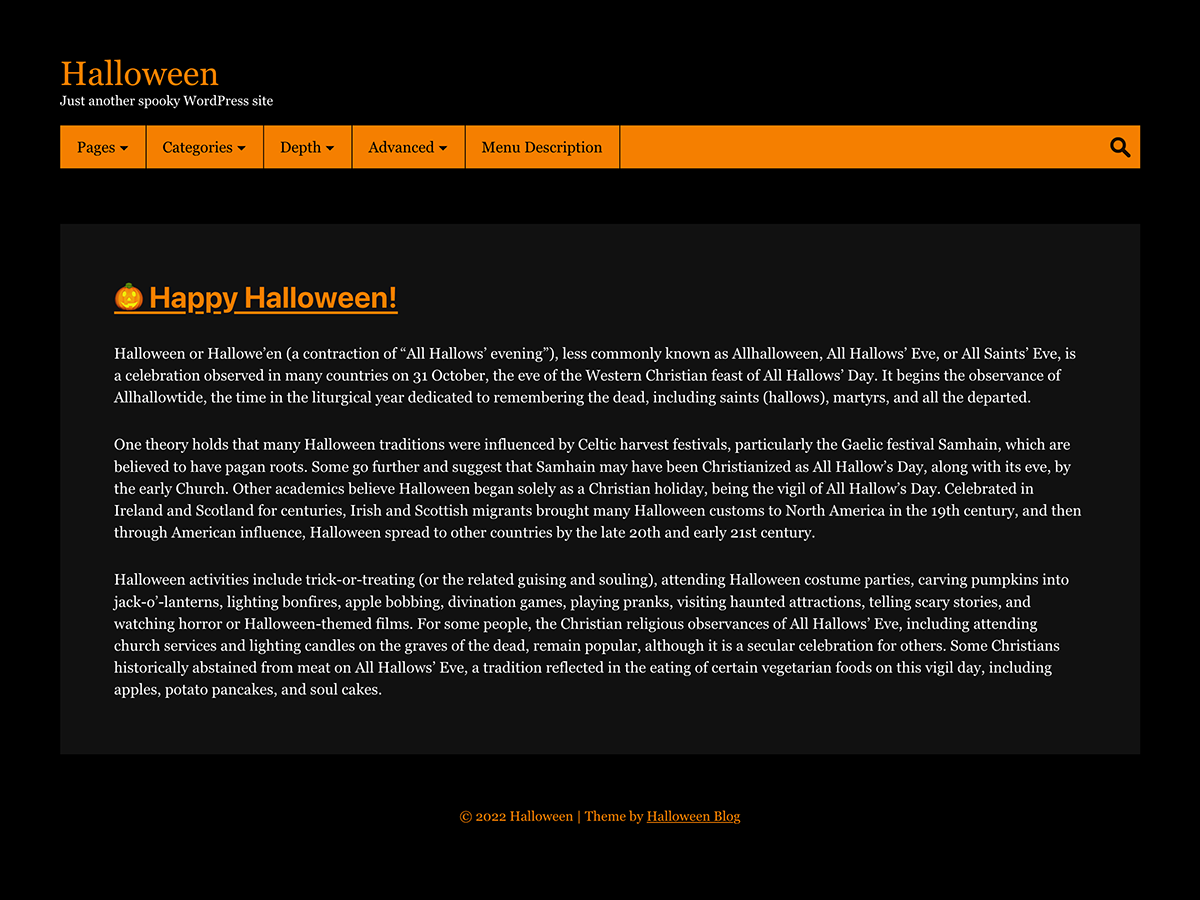 Halloween
Just another spooky WordPress site
Pages Categories Depth Advanced Menu Description
🎃 Happy Halloween!
Halloween or Hallowe’en (a contraction of “All Hallows’ evening”), less commonly known as Allhalloween, All Hallows’ Eve, or All Saints’ Eve, is
a celebration observed in many countries on 31 October, the eve of the Western Christian feast of All Hallows’ Day. It begins the observance of
Allhallowtide, the time in the liturgical year dedicated to remembering the dead, including saints (hallows), martyrs, and all the departed.
One theory holds that many Halloween traditions were influenced by Celtic harvest festivals, particularly the Gaelic festival Samhain, which are
believed to have pagan roots. Some go further and suggest that Samhain may have been Christianized as All Hallow’s Day, along with its eve, by
the early Church. Other academics believe Halloween began solely as a Christian holiday, being the vigil of All Hallow’s Day. Celebrated in
Ireland and Scotland for centuries, Irish and Scottish migrants brought many Halloween customs to North America in the 19th century, and then
through American influence, Halloween spread to other countries by the late 20th and early 21st century.
Halloween activities include trick-or-treating (or the related guising and souling), attending Halloween costume parties, carving pumpkins into
jack-o’-lanterns, lighting bonfires, apple bobbing, divination games, playing pranks, visiting haunted attractions, telling scary stories, and
watching horror or Halloween-themed films. For some people, the Christian religious observances of All Hallows’ Eve, including attending
church services and lighting candles on the graves of the dead, remain popular, although it is a secular celebration for others. Some Christians
historically abstained from meat on All Hallows’ Eve, a tradition reflected in the eating of certain vegetarian foods on this vigil day, including
apples, potato pancakes, and soul cakes.
© 2022 Halloween | Theme by Halloween Blog